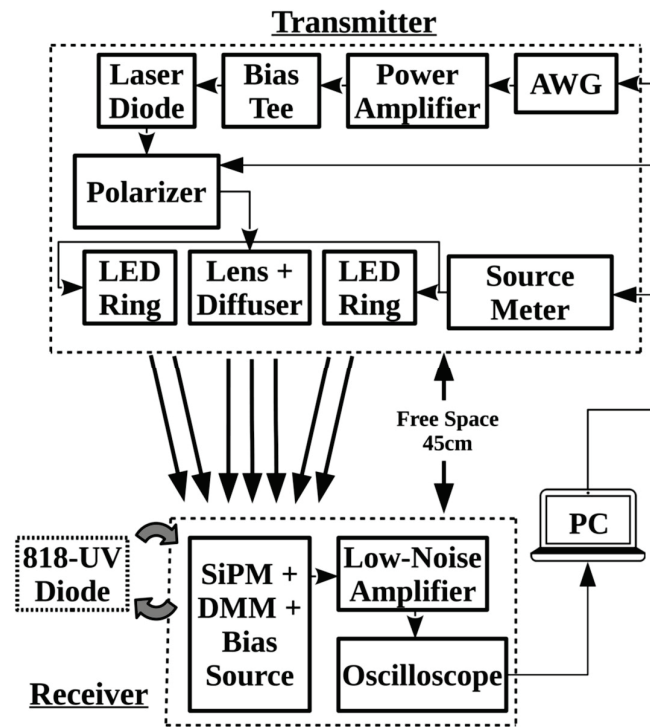 Transmitter
Laser
Diode
Bias
Tee
Power
Amplifier
AWG
Polarizer
LED
Ring
Lens +
Diffuser
LED
Ring
Source
Meter
Free Space
45cm
PC
818-UV
Diode
SiPM +
DMM +
Bias
Source
Low-Noise
Amplifier
Oscilloscope
Receiver